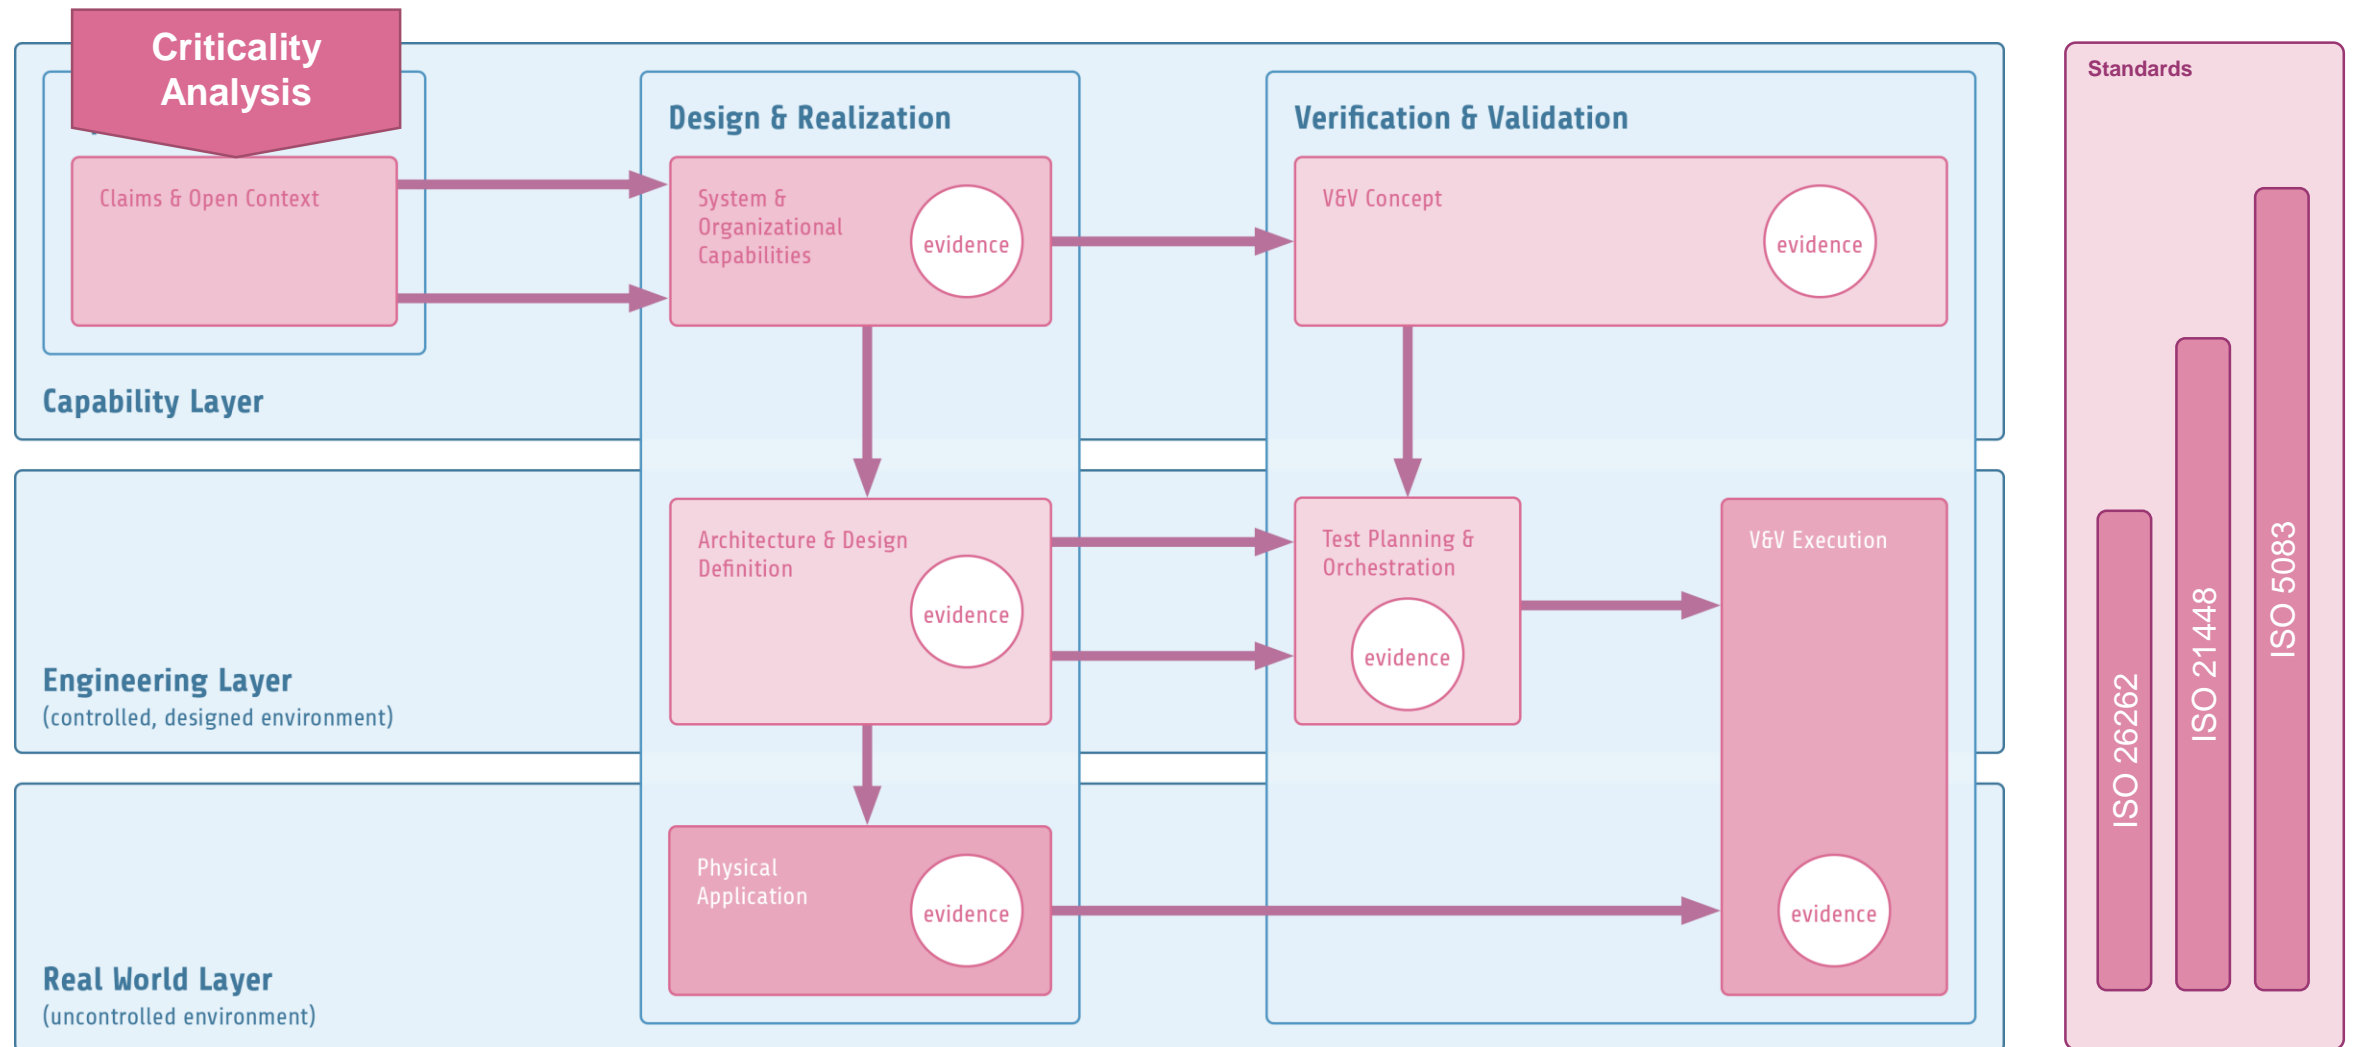 Criticality
Analysis
Claims & Open Context
Capability Layer
Design & Realization
System &
Organizational
Capabilities
evidence
Verification & Validation
V&V Concept
evidence
Engineering Layer
(controlled, designed environment)
Architecture & Design
Definition
evidence
Test Planning &
Orchestration
evidence
V&V Execution
evidence
Real World Layer
(uncontrolled environment)
Physical
Application
evidence
Standards
ISO 26262
ISO 21448
ISO 5083